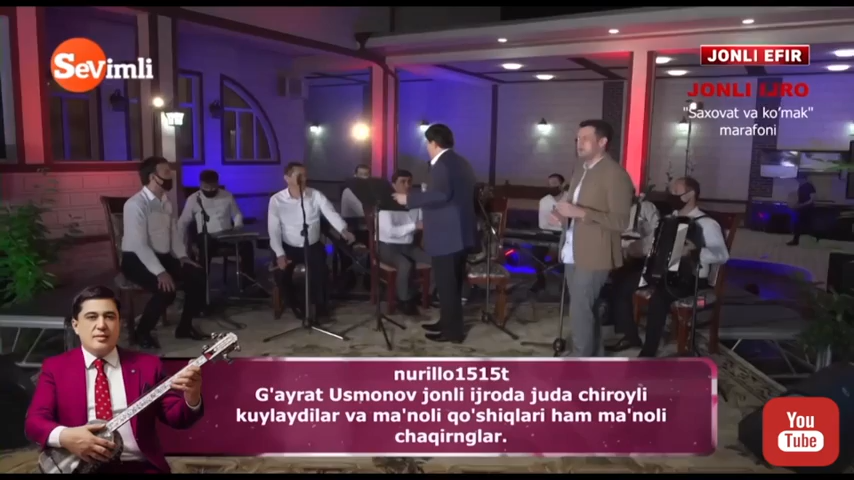 Sevimli
JONLI EFIR
JONLI IJRO
"Saxovat va ko‘mak"
marafoni
nurillo1515t
G'ayrat Usmonov jonli ijroda juda chiroyli
kuylaydilar va ma'noli qo'shiqlari ham ma'noli
chaqirnglar.
You
Tube